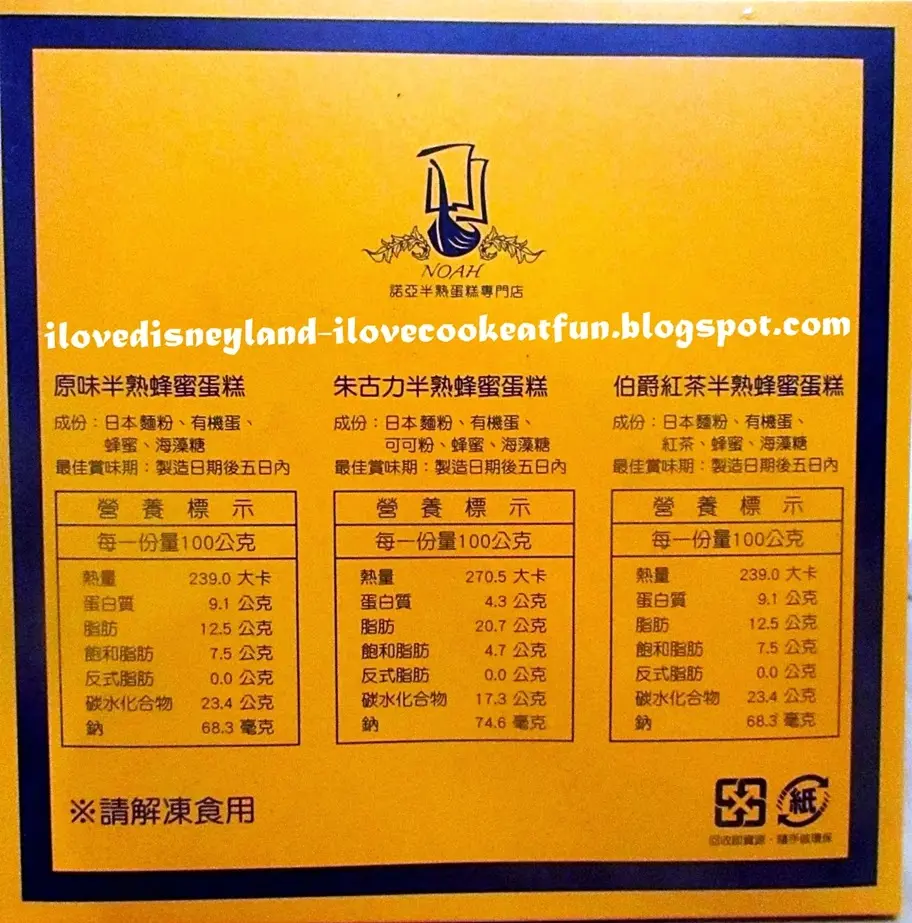 NOAH
諾亞半熟蛋糕專門店
ilovedisneyland-ilovecookeatfun.blogspot.com
原味半熟蜂蜜蛋糕
成份：日本麵粉、有機蛋、
蜂蜜、海藻糖
最佳賞味期：製造日期後五日內
營養標示
每一份量100公克
熱量 239.0 大卡
蛋白質 9.1 公克
脂肪 12.5 公克
飽和脂肪 7.5 公克
反式脂肪 0.0 公克
碳水化合物 23.4 公克
鈉 68.3 毫克
朱古力半熟蜂蜜蛋糕
成份：日本麵粉、有機蛋、
可可粉、蜂蜜、海藻糖
最佳賞味期：製造日期後五日內
營養標示
每一份量100公克
熱量 270.5 大卡
蛋白質 4.3 公克
脂肪 20.7 公克
飽和脂肪 4.7 公克
反式脂肪 0.0 公克
碳水化合物 17.3 公克
鈉 74.6 毫克
伯爵紅茶半熟蜂蜜蛋糕
成份：日本麵粉、有機蛋、
紅茶、蜂蜜、海藻糖
最佳賞味期：製造日期後五日內
營養標示
每一份量100公克
熱量 239.0 大卡
蛋白質 9.1 公克
脂肪 12.5 公克
飽和脂肪 7.5 公克
反式脂肪 0.0 公克
碳水化合物 23.4 公克
鈉 68.3 毫克
※請解凍食用
紙
回收即資源・隨手做環保